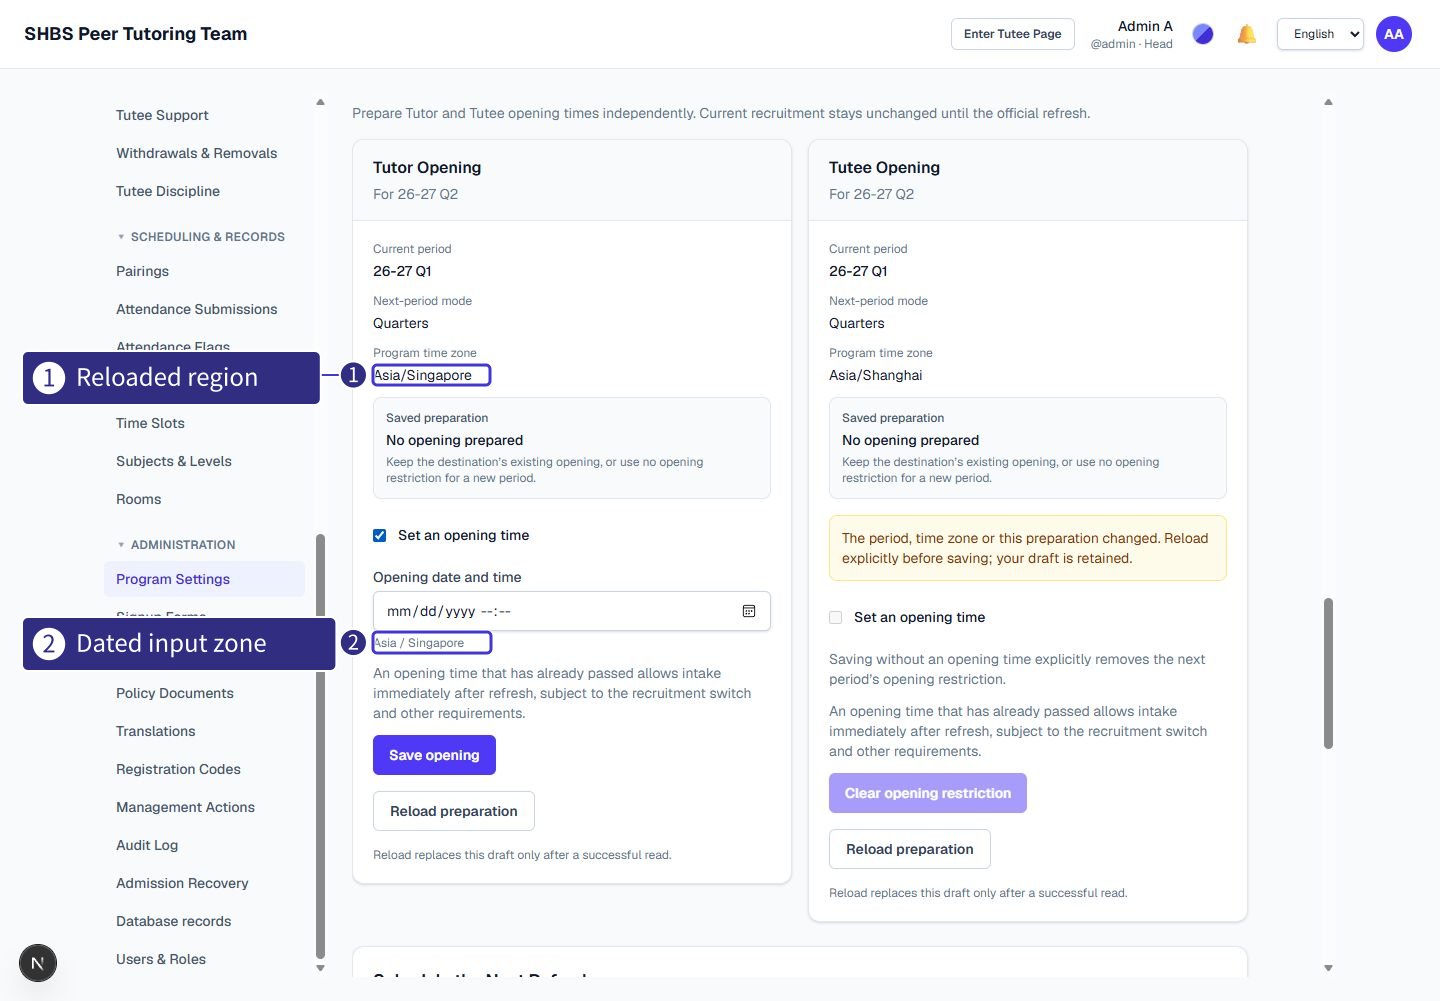 SHBS Peer Tutoring Team
Enter Tutee Page
Admin A
@admin · Head
English
AA
Tutee Support
Withdrawals & Removals
Tutee Discipline
SCHEDULING & RECORDS
Pairings
Attendance Submissions
Attendance Flags
1 Reloaded region
Time Slots
Subjects & Levels
Rooms
ADMINISTRATION
Program Settings
Signup Forms
2 Dated input zone
Policy Documents
Translations
Registration Codes
Management Actions
Audit Log
Admission Recovery
Database records
Users & Roles
N
Prepare Tutor and Tutee opening times independently. Current recruitment stays unchanged until the official refresh.
Tutor Opening
For 26-27 Q2
Current period
26-27 Q1
Next-period mode
Quarters
Program time zone
1 Asia/Singapore
Saved preparation
No opening prepared
Keep the destination's existing opening, or use no opening
restriction for a new period.
Set an opening time
Opening date and time
mm/dd/yyyy --:--
2 Asia / Singapore
An opening time that has already passed allows intake
immediately after refresh, subject to the recruitment switch
and other requirements.
Save opening
Reload preparation
Reload replaces this draft only after a successful read.
Tutee Opening
For 26-27 Q2
Current period
26-27 Q1
Next-period mode
Quarters
Program time zone
Asia/Shanghai
Saved preparation
No opening prepared
Keep the destination's existing opening, or use no opening
restriction for a new period.
The period, time zone or this preparation changed. Reload
explicitly before saving; your draft is retained.
Set an opening time
Saving without an opening time explicitly removes the next
period's opening restriction.
An opening time that has already passed allows intake
immediately after refresh, subject to the recruitment switch
and other requirements.
Clear opening restriction
Reload preparation
Reload replaces this draft only after a successful read.
Schedule the Next Refresh